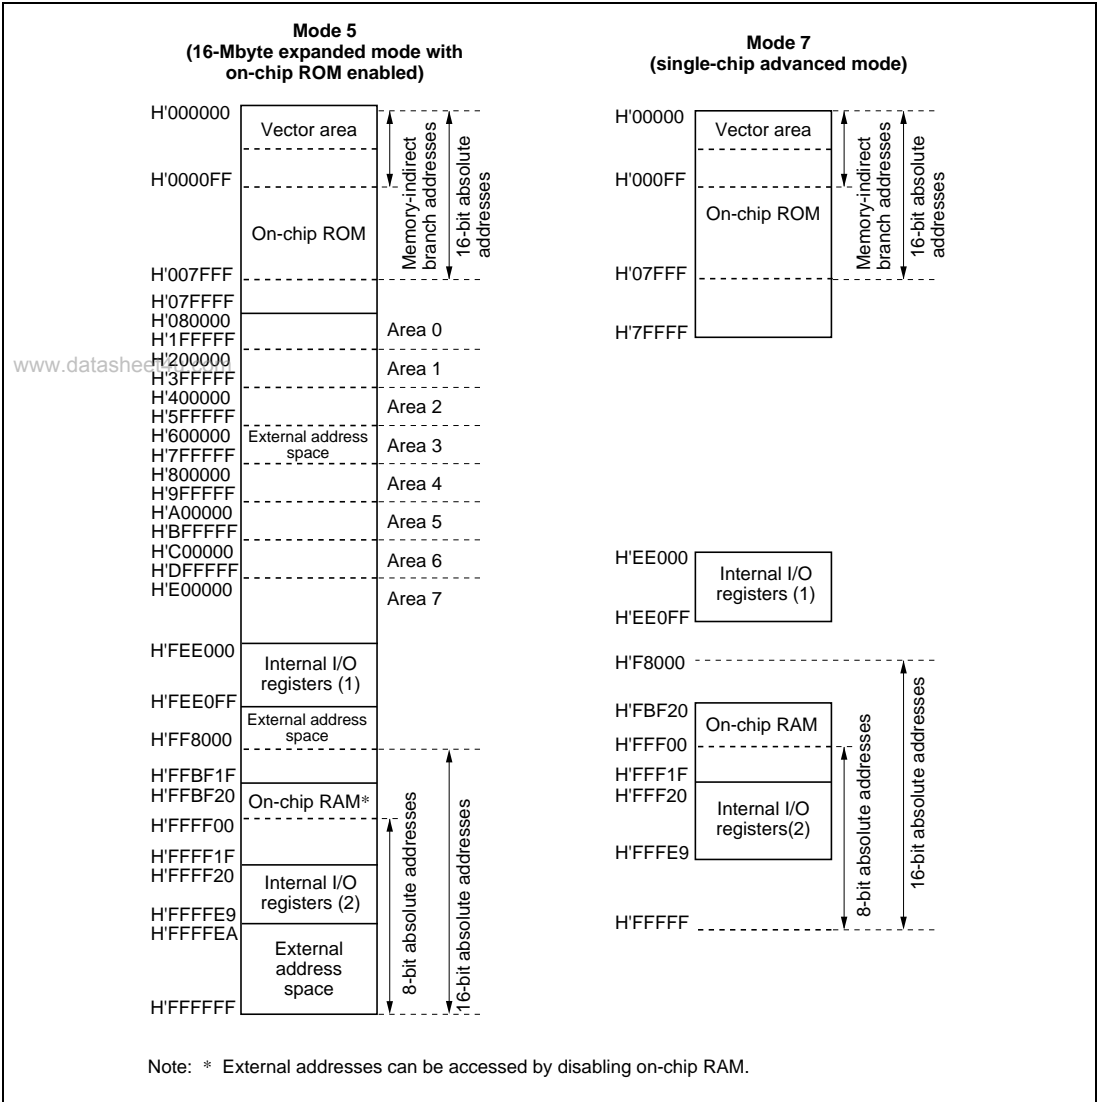 Mode 5
(16-Mbyte expanded mode with
on-chip ROM enabled)
H'000000
Vector area
H'0000FF
On-chip ROM
H'007FFF
H'07FFFF
H'080000
H'1FFFFF
H'200000
H'3FFFFF
H'400000
H'5FFFFF
H'600000
H'7FFFFF
H'800000
H'9FFFFF
H'A00000
H'BFFFFF
H'C00000
H'DFFFFF
H'E00000
External address
space
Area 0
Area 1
Area 2
Area 3
Area 4
Area 5
Area 6
Area 7
Memory-indirect
branch addresses
16-bit absolute
addresses
H'FEE000
Internal I/O
registers (1)
H'FEE0FF
External address
space
H'FF8000
H'FFBF1F
H'FFBF20
On-chip RAM*
H'FFFF00
H'FFFF1F
H'FFFF20
Internal I/O
registers (2)
H'FFFFE9
H'FFFFEA
External
address
space
H'FFFFFF
8-bit absolute addresses
16-bit absolute addresses
Mode 7
(single-chip advanced mode)
H'00000
Vector area
H'000FF
On-chip ROM
H'07FFF
H'7FFFF
Memory-indirect
branch addresses
16-bit absolute
addresses
H'EE000
Internal I/O
registers (1)
H'EE0FF
H'F8000
H'FBF20
On-chip RAM
H'FFF00
H'FFF1F
H'FFF20
Internal I/O
registers(2)
H'FFFE9
H'FFFFF
8-bit absolute addresses
16-bit absolute addresses
Note: * External addresses can be accessed by disabling on-chip RAM.
www.datasheet4u.com